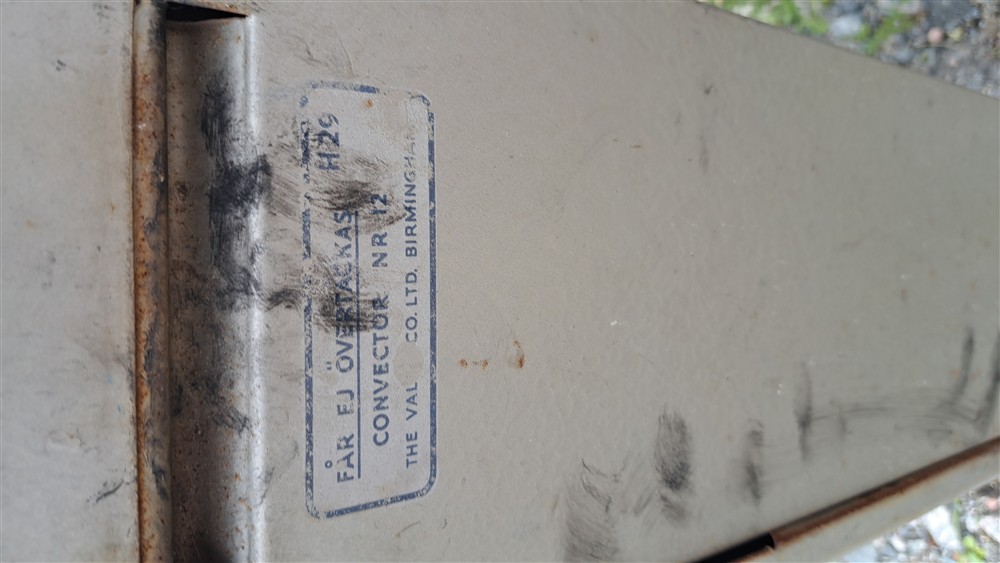 FÅR EJ ÖVERTÄCKAS H29
CONVECTOR NR 12
THE VAL CO. LTD. BIRMINGHAM